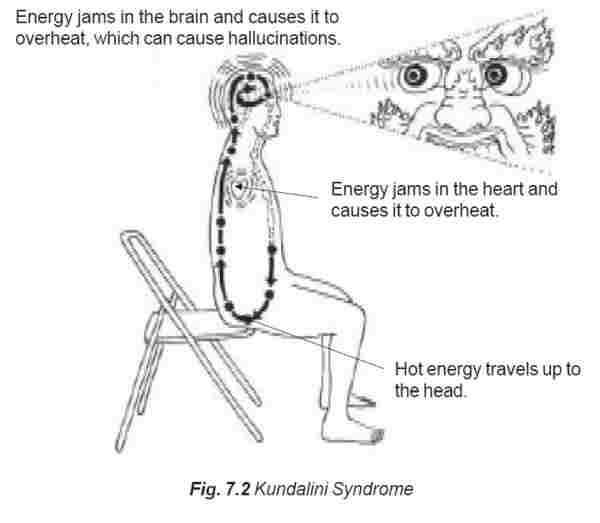 Energy jams in the brain and causes it to
overheat, which can cause hallucinations.
Energy jams in the heart and
causes it to overheat.
Hot energy travels up to
the head.
Fig. 7.2 Kundalini Syndrome